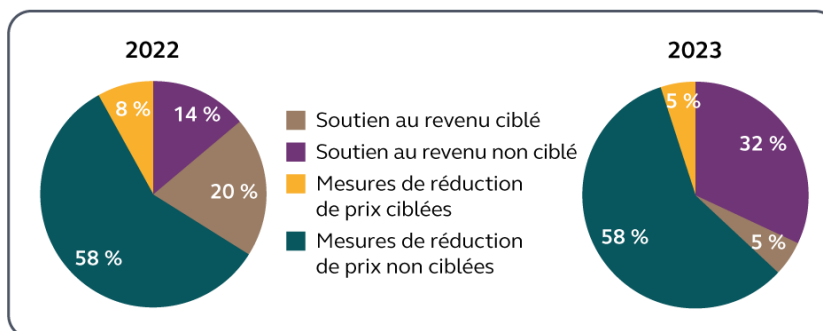 2022
8 %
14 %
20 %
58 %
Soutien au revenu ciblé
Soutien au revenu non ciblé
Mesures de réduction
de prix ciblées
Mesures de réduction
de prix non ciblées
2023
5 %
32 %
5 %
58 %